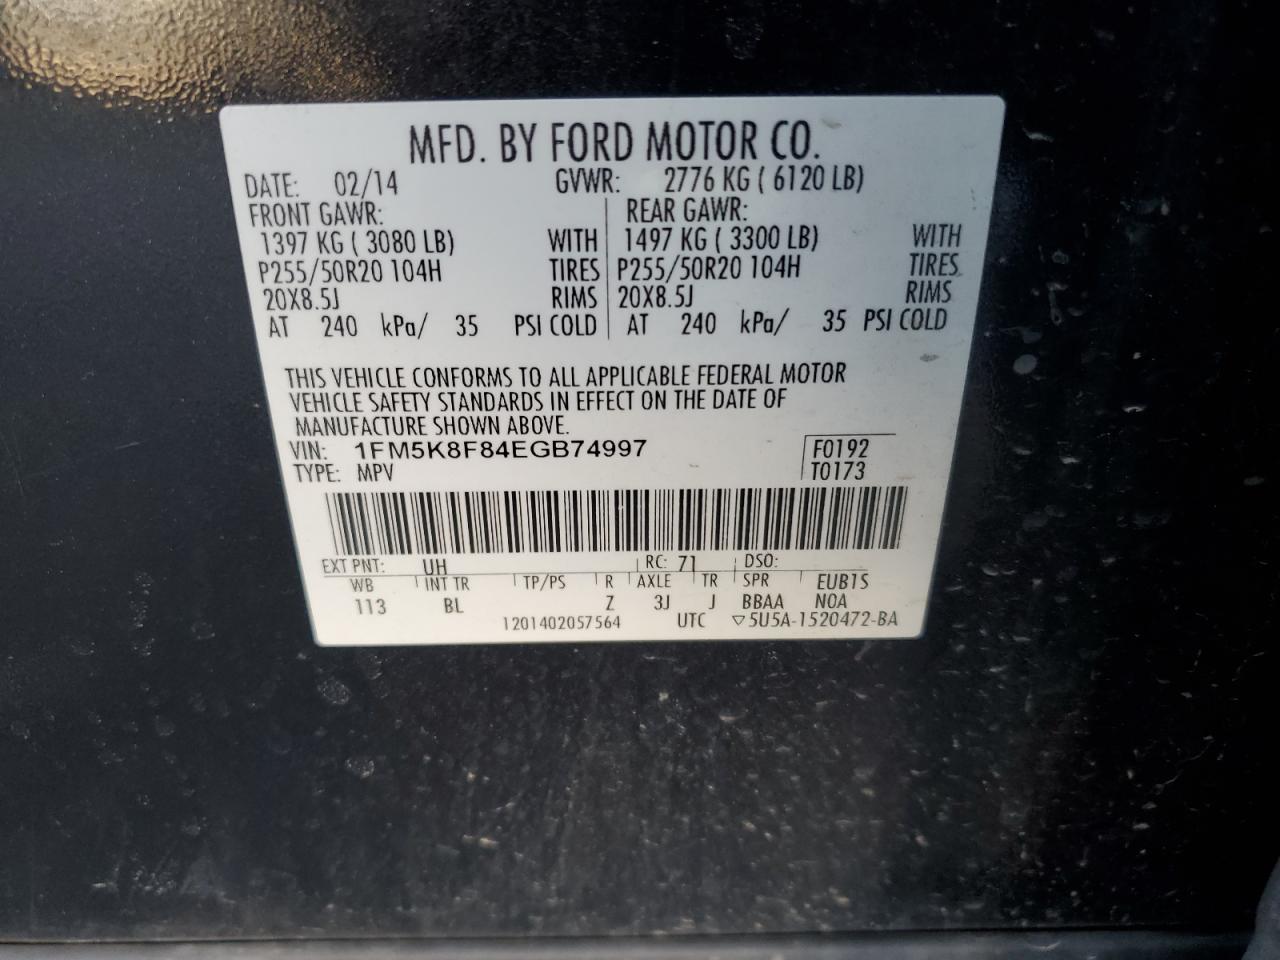 MFD. BY FORD MOTOR CO.
DATE: 02/14 GVWR: 2776 KG ( 6120 LB)
FRONT GAWR: REAR GAWR:
1397 KG ( 3080 LB) WITH 1497 KG ( 3300 LB) WITH
P255/50R20 104H TIRES P255/50R20 104H TIRES
20X8.5J RIMS 20X8.5J RIMS
AT 240 kPa/ 35 PSI COLD AT 240 kPa/ 35 PSI COLD
THIS VEHICLE CONFORMS TO ALL APPLICABLE FEDERAL MOTOR
VEHICLE SAFETY STANDARDS IN EFFECT ON THE DATE OF
MANUFACTURE SHOWN ABOVE.
VIN: 1FM5K8F84EGB74997 F0192
TYPE: MPV T0173
EXT PNT: UH RC: 71 DSO:
WB INT TR TP/PS R AXLE TR SPR EUB1S
113 BL Z 3J J BBAA NOA
1201402057564 UTC ▽5U5A-1520472-BA